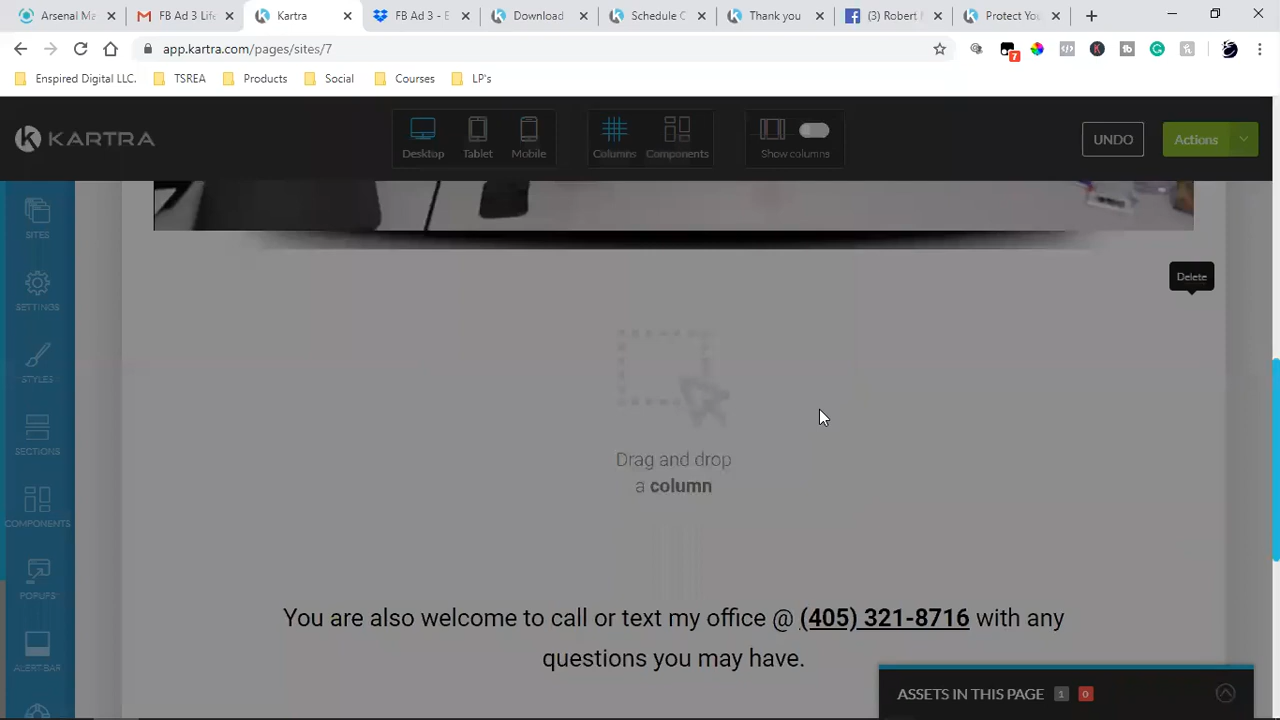 Arsenal Ma
FB Ad 3 Life
Kartra
FB Ad 3 - E
Download
Schedule C
Thank you
(3) Robert
Protect You
app.kartra.com/pages/sites/7
7
Enspired Digital LLC.
TSREA
Products
Social
Courses
LP's
KARTRA
Desktop
Tablet
Mobile
Columns
Components
Show columns
UNDO
Actions
SITES
SETTINGS
STYLES
SECTIONS
COMPONENTS
POPUPS
ALERT BAR
Delete
Drag and drop
a column
You are also welcome to call or text my office @ (405) 321-8716 with any
questions you may have.
ASSETS IN THIS PAGE 1 0